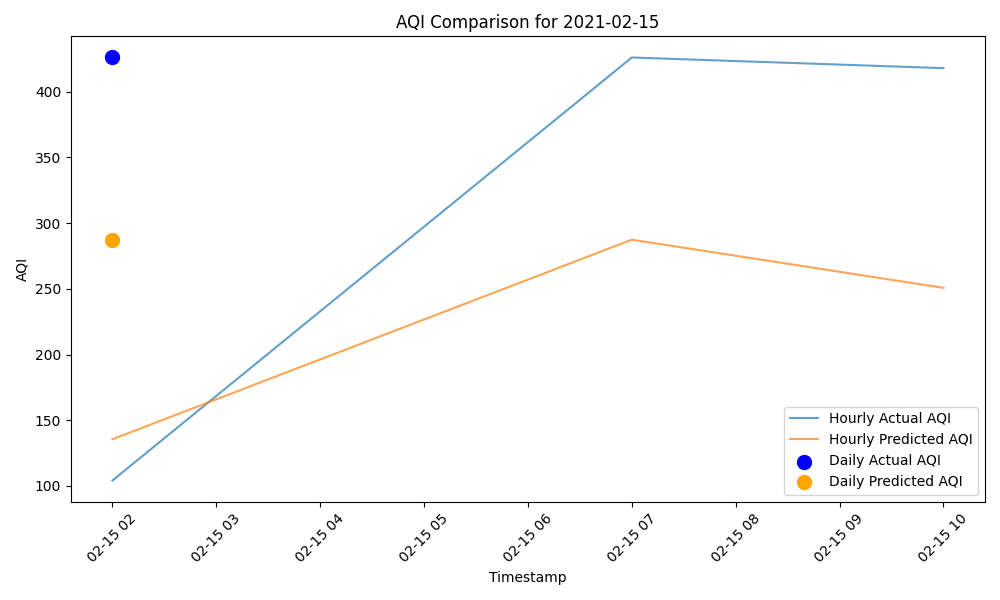 AQI Comparison for 2021-02-15
AQI
400
350
300
250
200
150
100
Hourly Actual AQI
Hourly Predicted AQI
Daily Actual AQI
Daily Predicted AQI
02-15 02
02-15 03
02-15 04
02-15 05
02-15 06
02-15 07
02-15 08
02-15 09
02-15 10
Timestamp